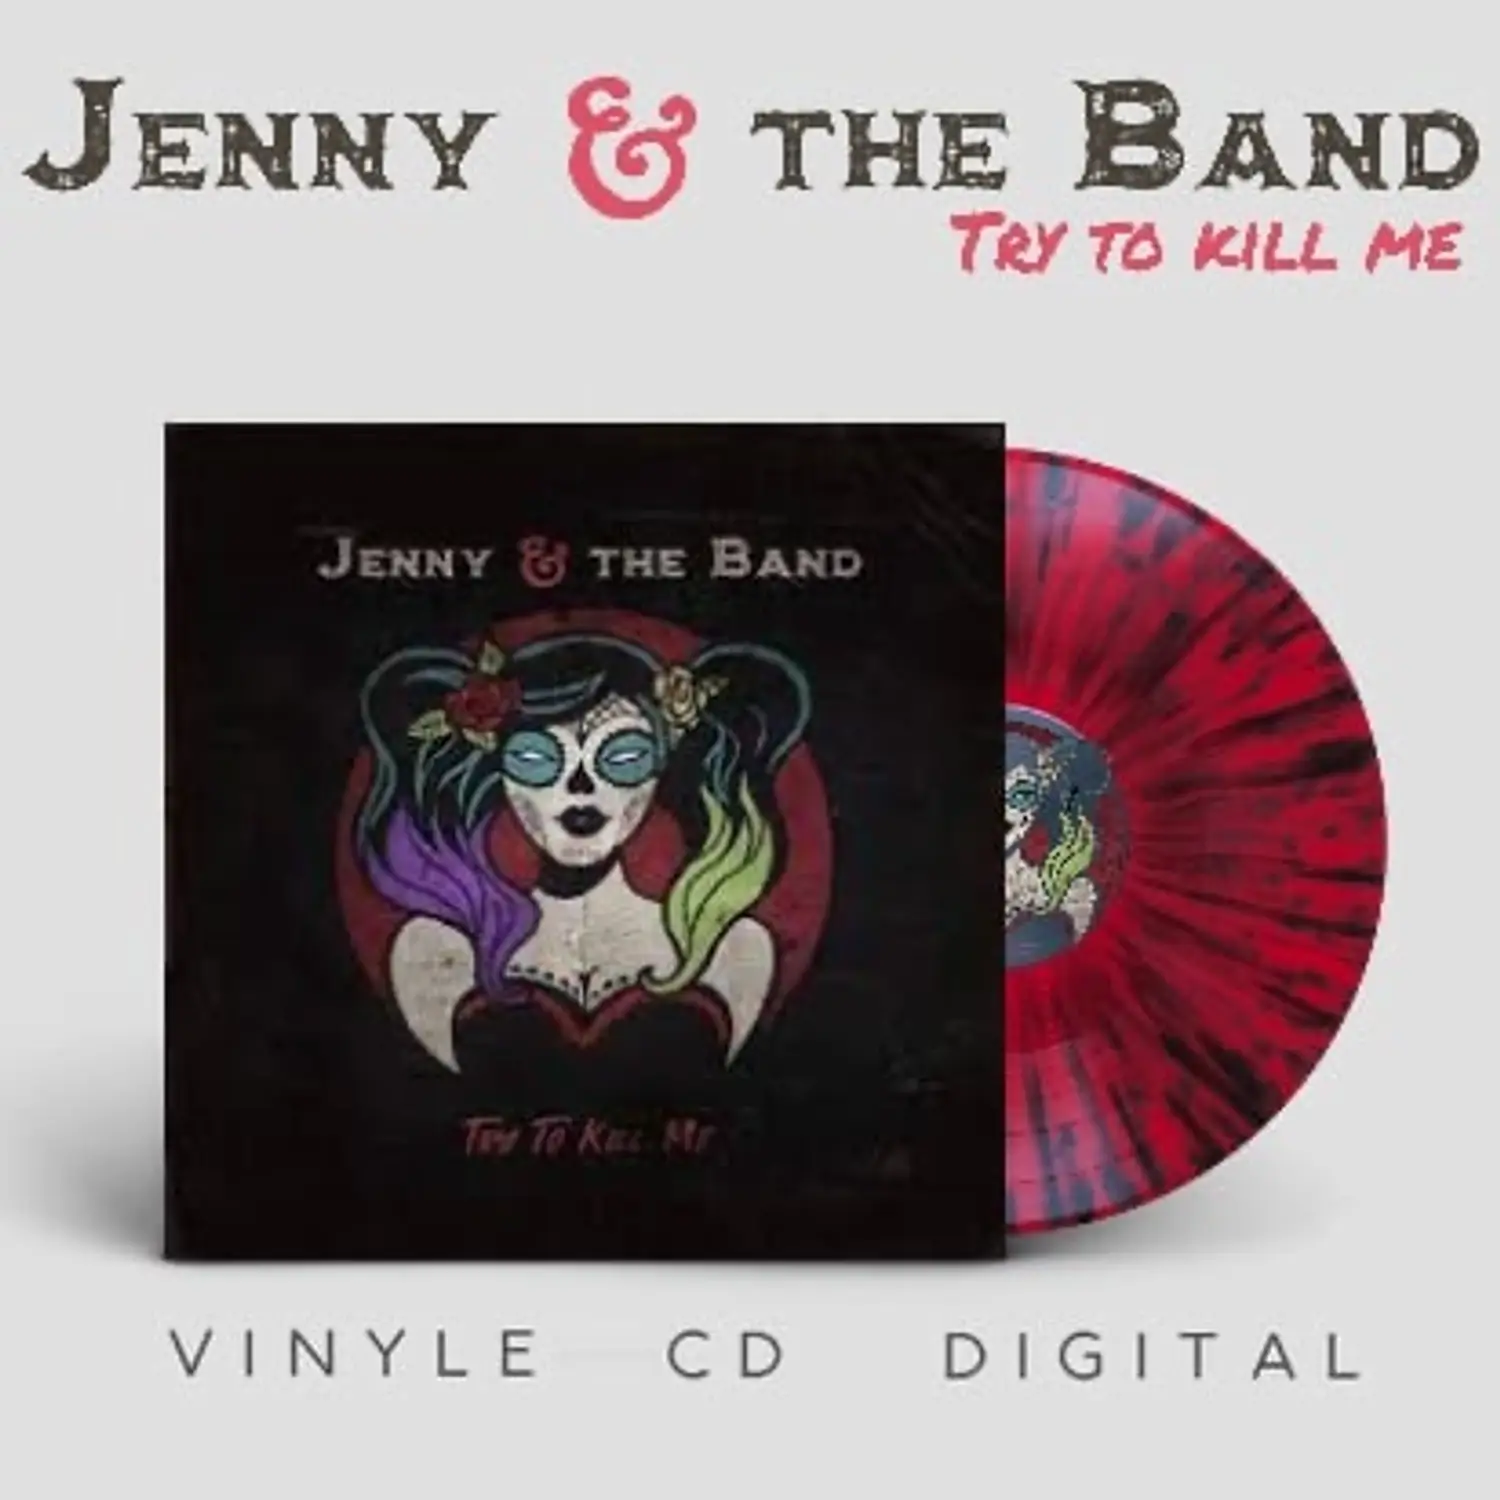 Jenny & the Band
Try to kill me
Jenny & the Band
Try To Kill Me
VINYLE CD DIGITAL